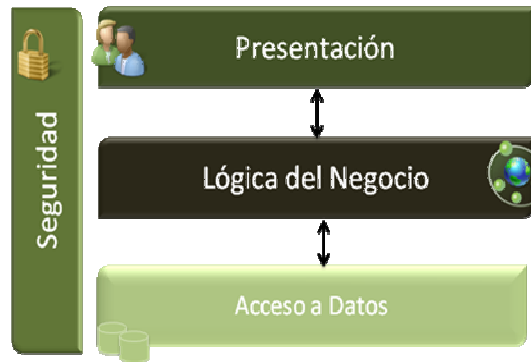 Seguridad
Presentación
Lógica del Negocio
Acceso a Datos